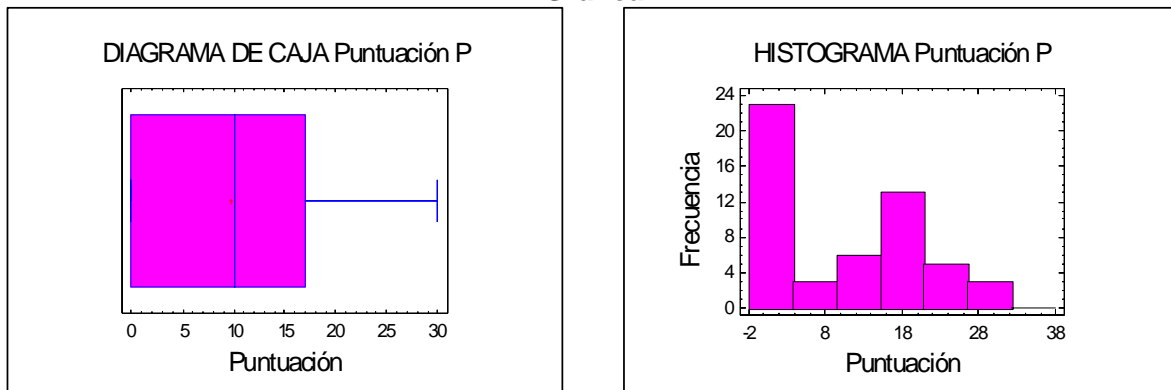 DIAGRAMA DE CAJA Puntuación P
0 5 10 15 20 25 30
Puntuación
HISTOGRAMA Puntuación P
24
20
16
12
8
4
0
Frecuencia
-2 8 18 28 38
Puntuación